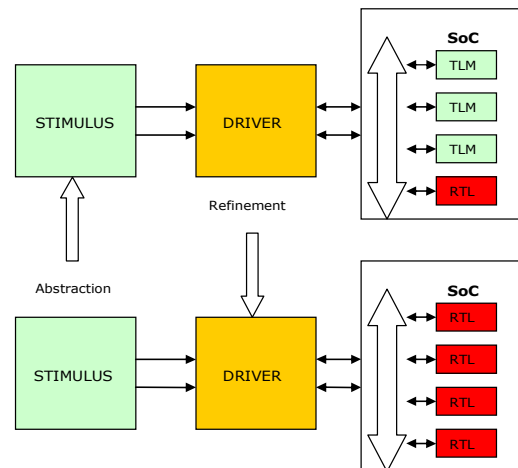 SoC
TLM
TLM
TLM
RTL
STIMULUS
DRIVER
Refinement
Abstraction
SoC
RTL
RTL
RTL
RTL
STIMULUS
DRIVER